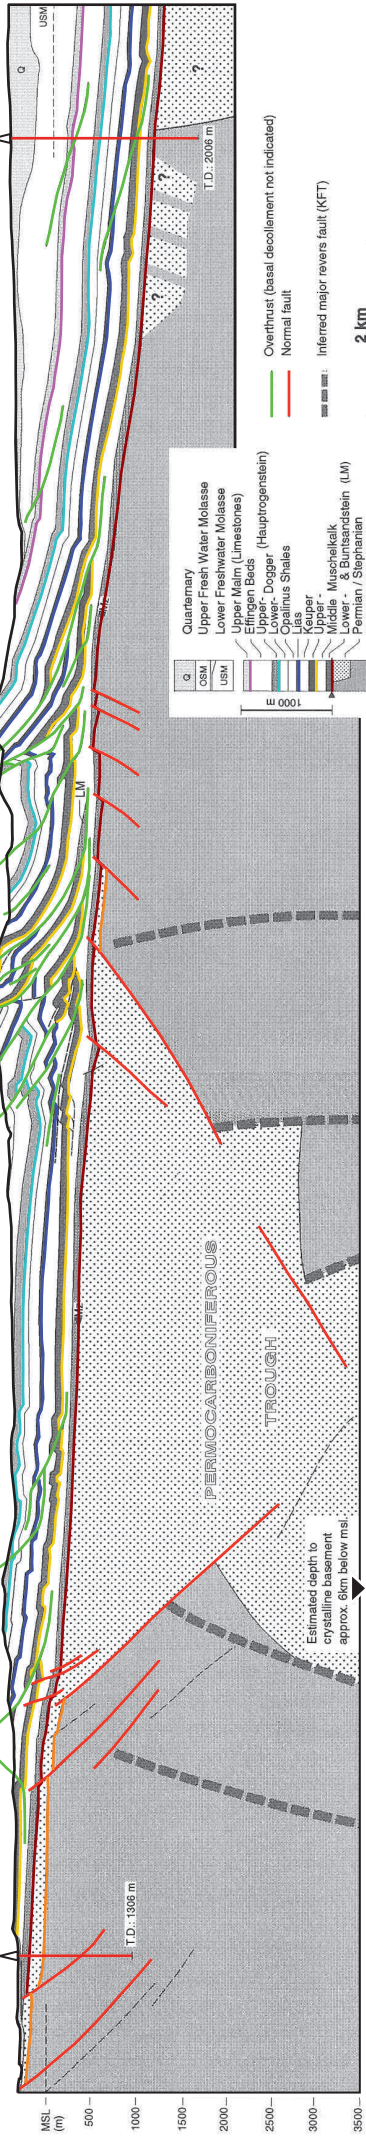 Q
USM
?
T.D.: 2006 m
?
?
Mz
LM
Mz
PERMOCARBONIFEROUS
TROUGH
Estimated depth to
crystalline basement
approx. 6km below msl.
T.D.: 1306 m
MSL
(m)
500
1000
1500
2000
2500
3000
3500
Q
OSM
USM
1000 m
Quarternary
Upper Fresh Water Molasse
Lower Freshwater Molasse
Upper Malm (Limestones)
Effingen Beds
Upper- (Hauptrogenstein)
Lower- Dogger
Opalinus Shales
Lias
Keuper
Upper -
Middle Muschelkalk
Lower - & Buntsandstein (LM)
Permian / Stephanian
Overthrust (basal decollement not indicated)
Normal fault
Inferred major revers fault (KFT)
2 km